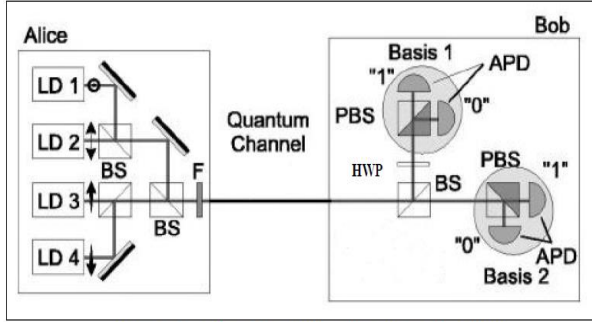 Alice
LD 1
LD 2
BS
LD 3
BS
F
LD 4
Quantum
Channel
Bob
Basis 1
APD
"1"
"0"
PBS
HWP
BS
PBS
"1"
"0"
APD
Basis 2